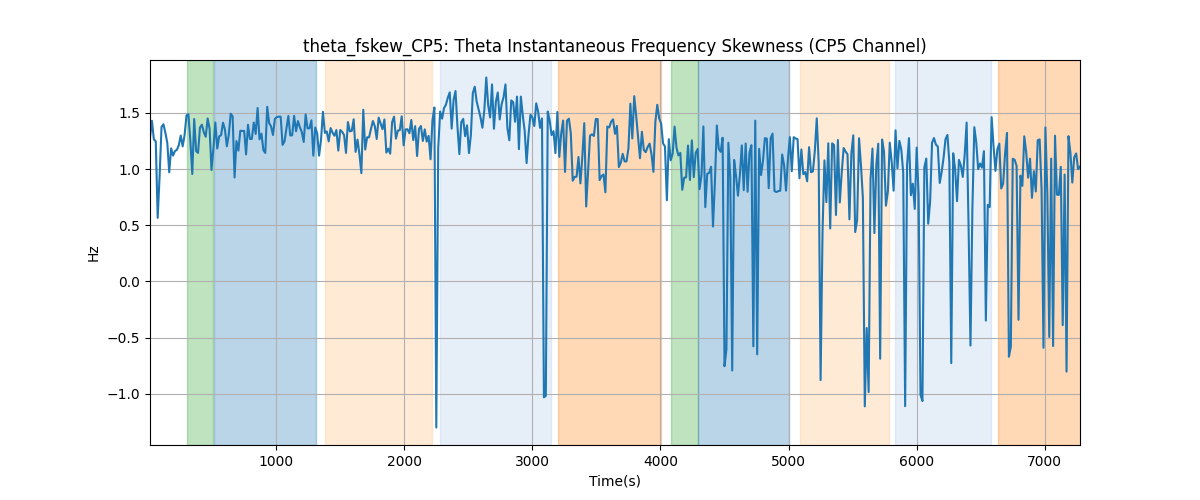 theta_fskew_CP5: Theta Instantaneous Frequency Skewness (CP5 Channel)
Hz
1.5
1.0
0.5
0.0
−0.5
−1.0
1000 2000 3000 4000 5000 6000 7000
Time(s)